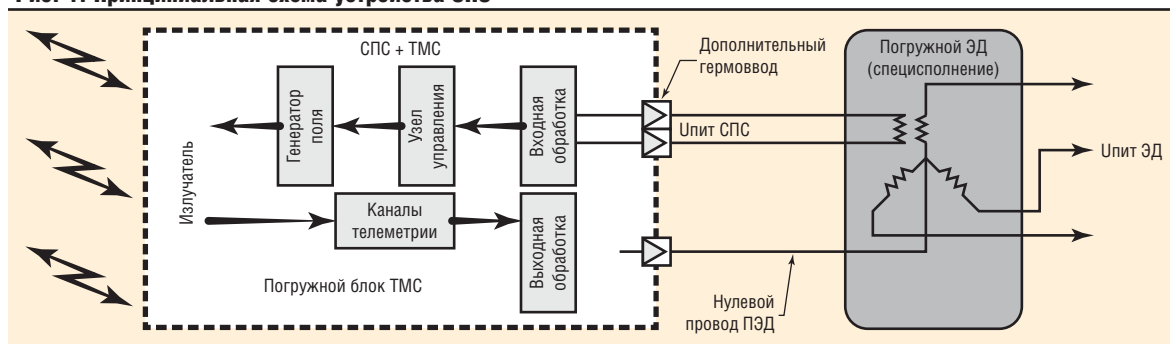 Рис. 1. Принципиальная схема устройства СПС
СПС + ТМС
Дополнительный
гермоввод
Погружной ЭД
(специсполнение)
Генератор
поля
Узел
управления
Входная
обработка
Uпит СПС
Uпит ЭД
Излучатель
Каналы
телеметрии
Выходная
обработка
Погружной блок ТМС
Нулевой
провод ПЭД